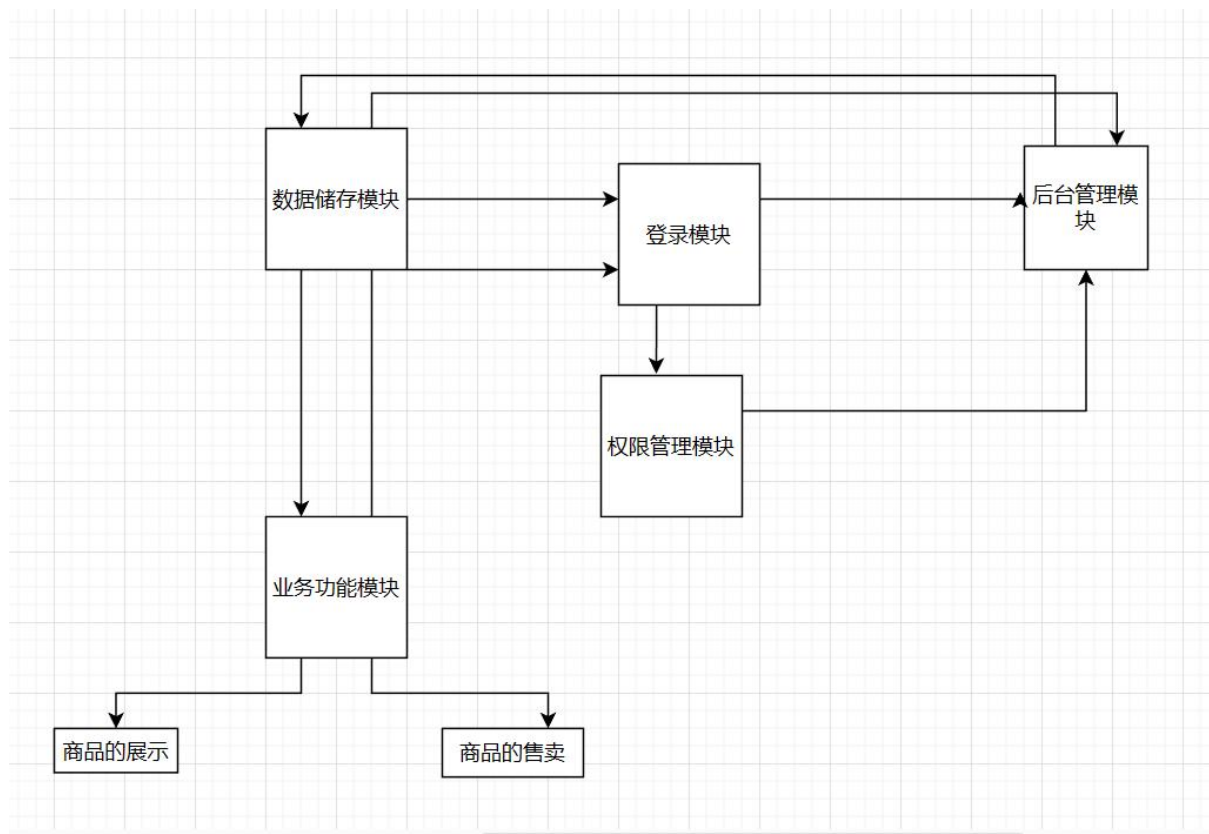 数据储存模块
登录模块
后台管理模
块
权限管理模块
业务功能模块
商品的展示
商品的售卖